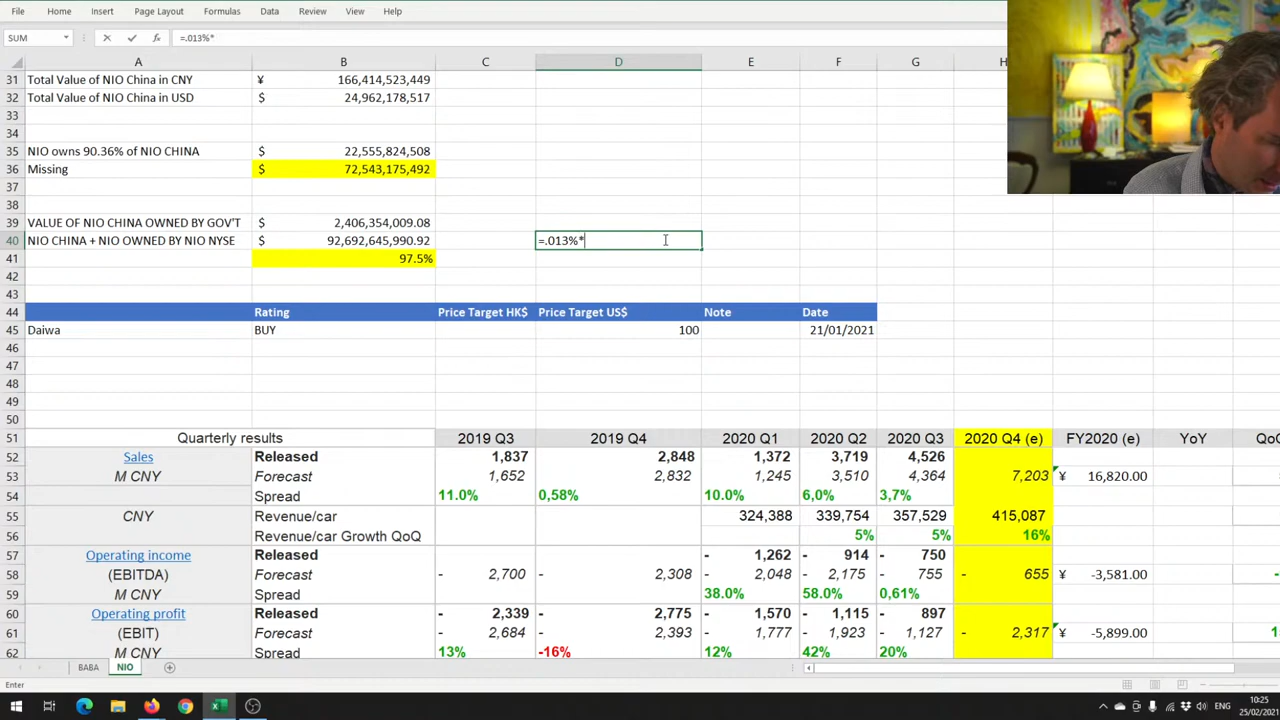 File Home Insert Page Layout Formulas Data Review View Help
SUM fx =.013%*
A B C D E F G H
31 Total Value of NIO China in CNY ¥ 166,414,523,449
32 Total Value of NIO China in USD $ 24,962,178,517
33
34
35 NIO owns 90.36% of NIO CHINA $ 22,555,824,508
36 Missing $ 72,543,175,492
37
38
39 VALUE OF NIO CHINA OWNED BY GOV'T $ 2,406,354,009.08
40 NIO CHINA + NIO OWNED BY NIO NYSE $ 92,692,645,990.92 =.013%*
41 97.5%
42
43
44 Rating Price Target HK$ Price Target US$ Note Date
45 Daiwa BUY 100 21/01/2021
46
47
48
49
50
51 Quarterly results 2019 Q3 2019 Q4 2020 Q1 2020 Q2 2020 Q3 2020 Q4 (e) FY2020 (e) YoY
52 Sales Released 1,837 2,848 1,372 3,719 4,526
53 M CNY Forecast 1,652 2,832 1,245 3,510 4,364 7,203 ¥ 16,820.00
54 Spread 11.0% 0,58% 10.0% 6,0% 3,7%
55 CNY Revenue/car 324,388 339,754 357,529 415,087
56 Revenue/car Growth QoQ 5% 5% 16%
57 Operating income Released - 1,262 - 914 - 750
58 (EBITDA) Forecast - 2,700 - 2,308 - 2,048 - 2,175 - 755 - 655 ¥ -3,581.00
59 M CNY Spread 38.0% 58.0% 0,61%
60 Operating profit Released - 2,339 - 2,775 - 1,570 - 1,115 - 897
61 (EBIT) Forecast - 2,684 - 2,393 - 1,777 - 1,923 - 1,127 - 2,317 ¥ -5,899.00
62 M CNY Spread 13% -16% 12% 42% 20%
BABA NIO
Enter
ENG 10:25
25/02/2021